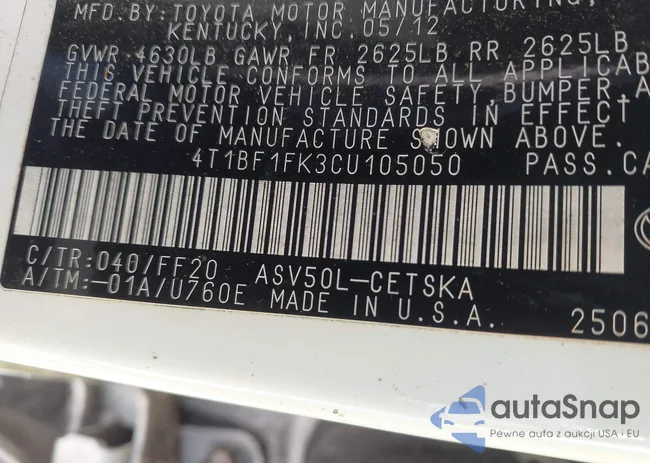 MFD. BY: TOYOTA MOTOR MANUFACTURING,
KENTUCKY, INC. 05/12
GVWR 4630LB GAWR FR 2625LB RR 2625LB
THIS VEHICLE CONFORMS TO ALL APPLICAB
FEDERAL MOTOR VEHICLE SAFETY, BUMPER, A
THEFT PREVENTION STANDARDS IN EFFECT
THE DATE OF MANUFACTURE SHOWN ABOVE.
4T1BF1FK3CU105050 PASS.CA
C/TR:040/FF20 ASV50L-CETSKA
A/TM:-01A/U760E MADE IN U.S.A. 2506
autaSnap
Pewne auta z aukcji USA i EU